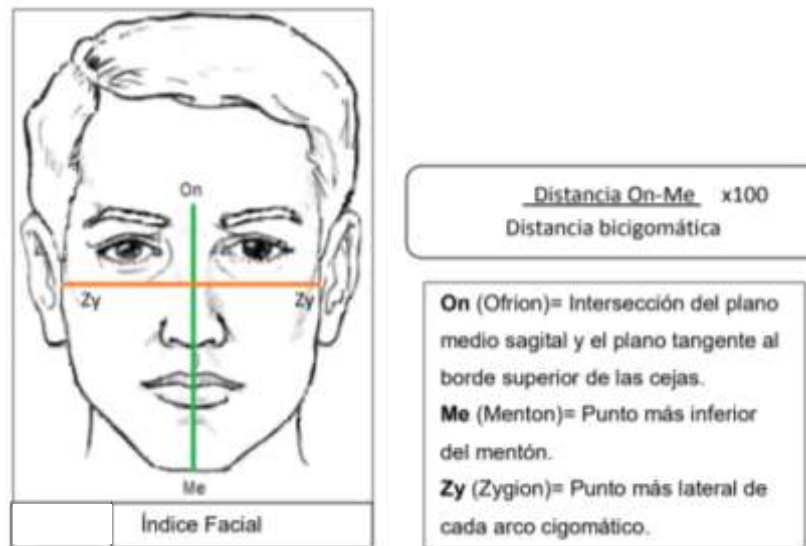 On
Zy
Zy
Me
Índice Facial
Distancia On-Me x100
Distancia bicigomática
On (Ofrion)= Intersección del plano
medio sagital y el plano tangente al
borde superior de las cejas.
Me (Menton)= Punto más inferior
del mentón.
Zy (Zygion)= Punto más lateral de
cada arco cigomático.